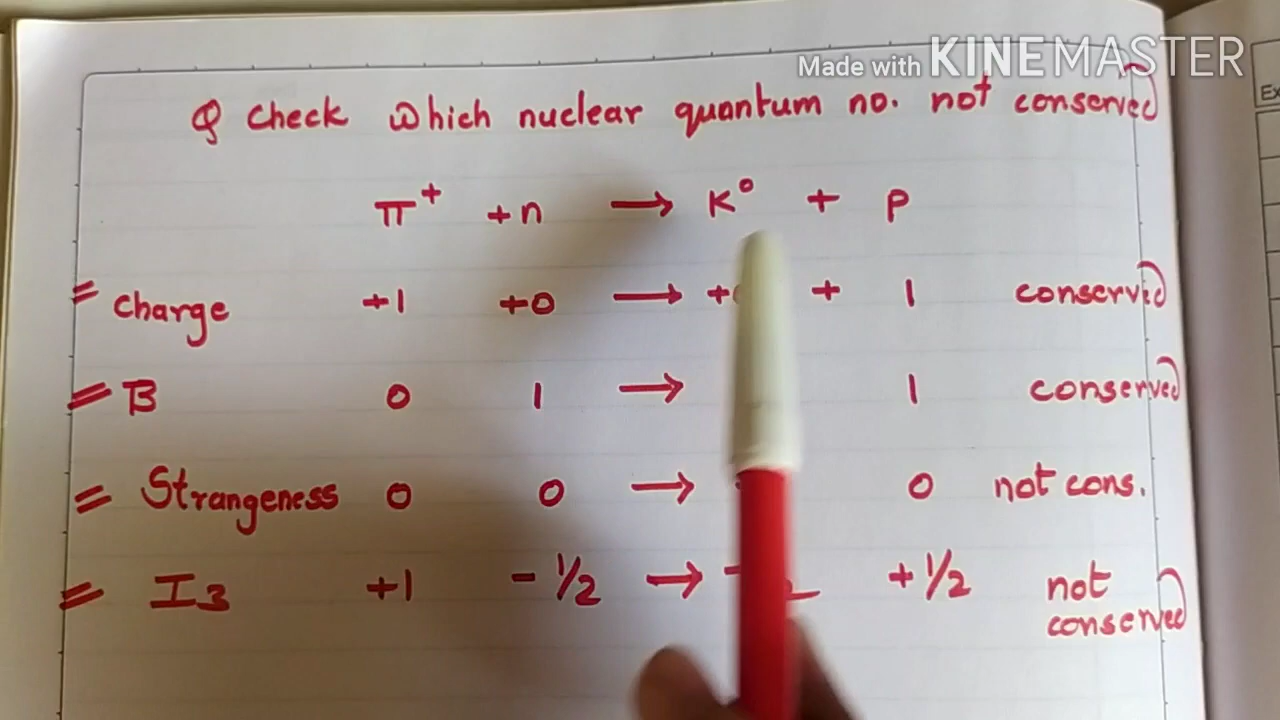 Made with KINEMASTER
Ex
Q Check which nuclear quantum no. not conserved
π⁺ + n → K⁰ + p
Charge +1 +0 → + + 1 conserved
B 0 1 → 1 conserved
Strangeness 0 0 → 0 not cons.
I3 +1 - 1/2 → + 1/2 not
conserved